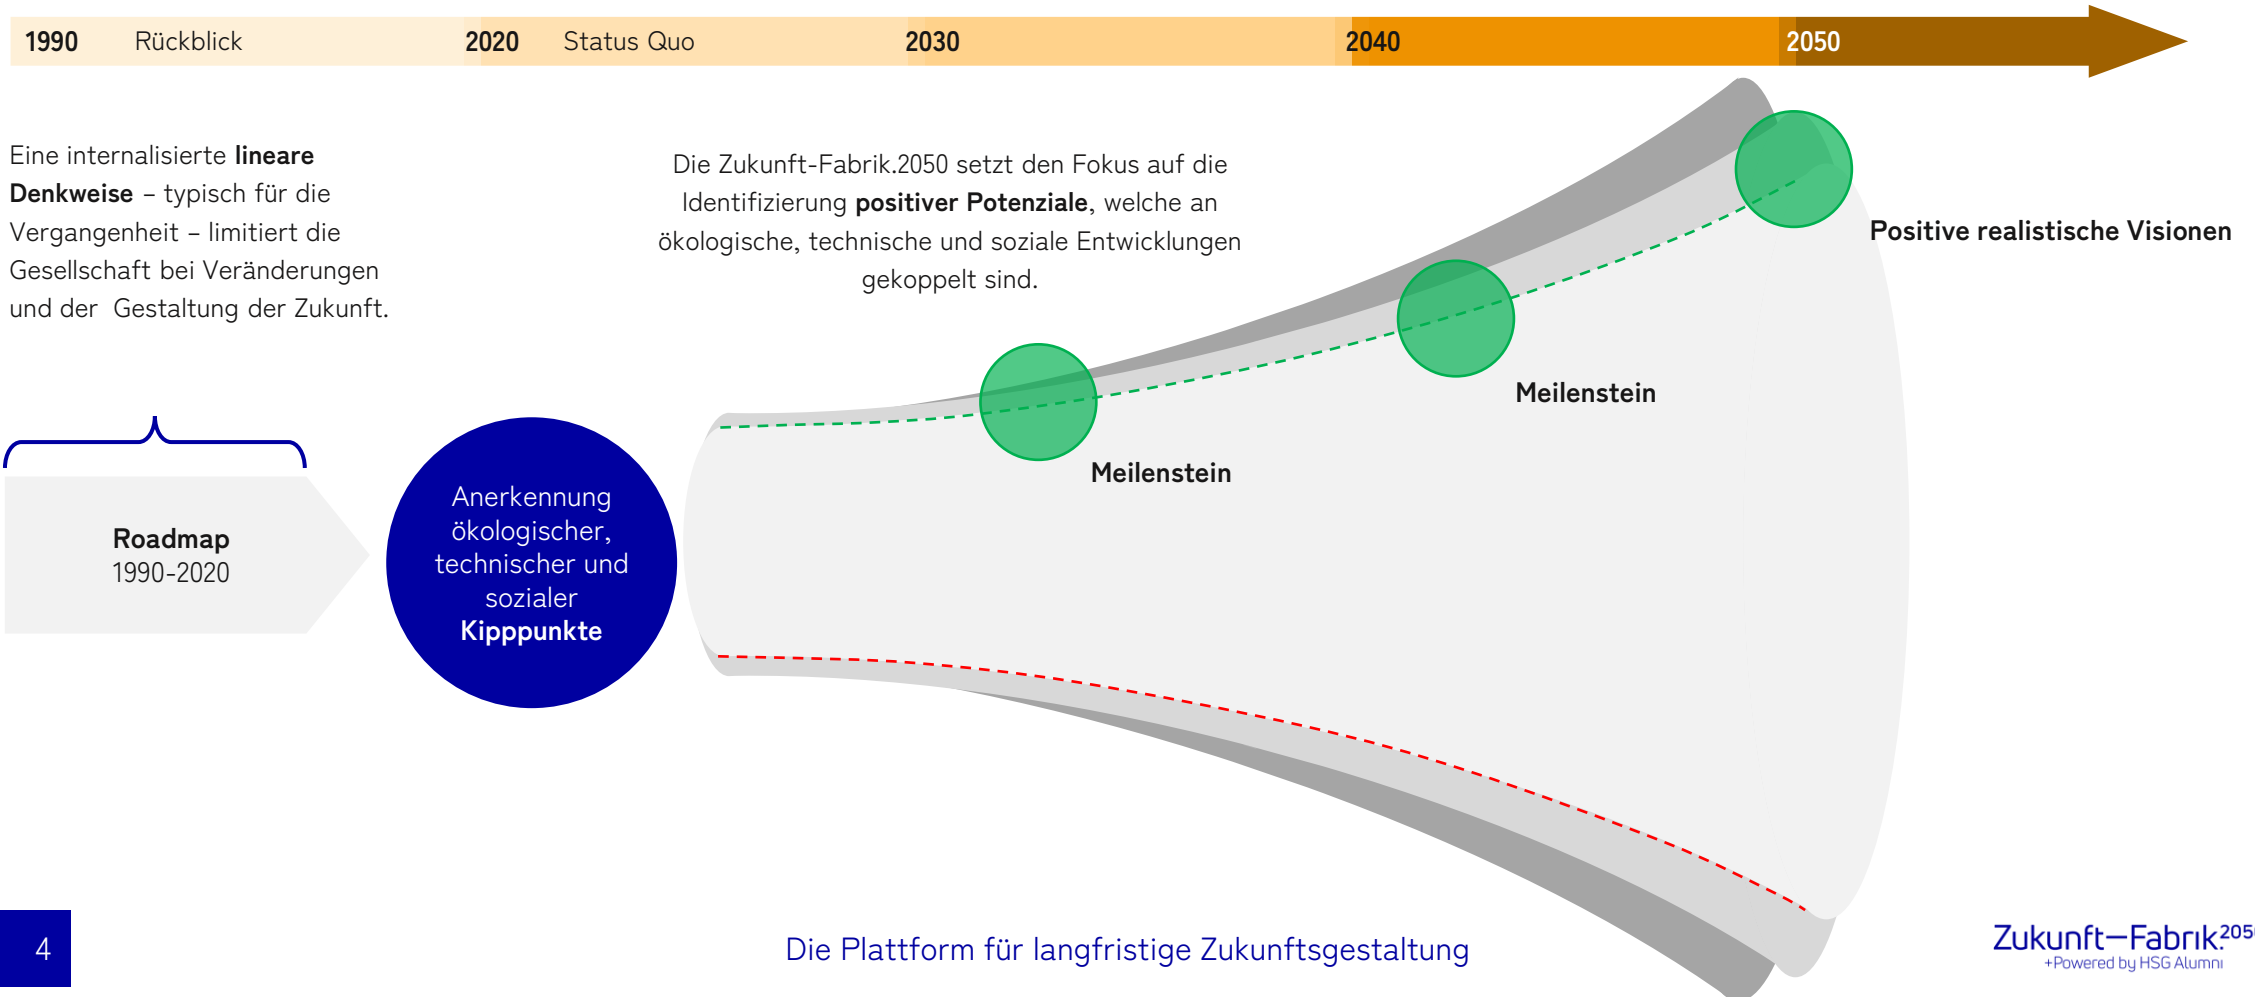 1990 Rückblick 2020 Status Quo 2030 2040 2050
Eine internalisierte lineare
Denkweise – typisch für die
Vergangenheit – limitiert die
Gesellschaft bei Veränderungen
und der  Gestaltung der Zukunft.
Die Zukunft-Fabrik.2050 setzt den Fokus auf die
Identifizierung positiver Potenziale, welche an
ökologische, technische und soziale Entwicklungen
gekoppelt sind.
Positive realistische Visionen
Meilenstein
Meilenstein
Roadmap
1990-2020
Anerkennung
ökologischer,
technischer und
sozialer
Kipppunkte
4
Die Plattform für langfristige Zukunftsgestaltung
Zukunft—Fabrik.2050
+Powered by HSG Alumni